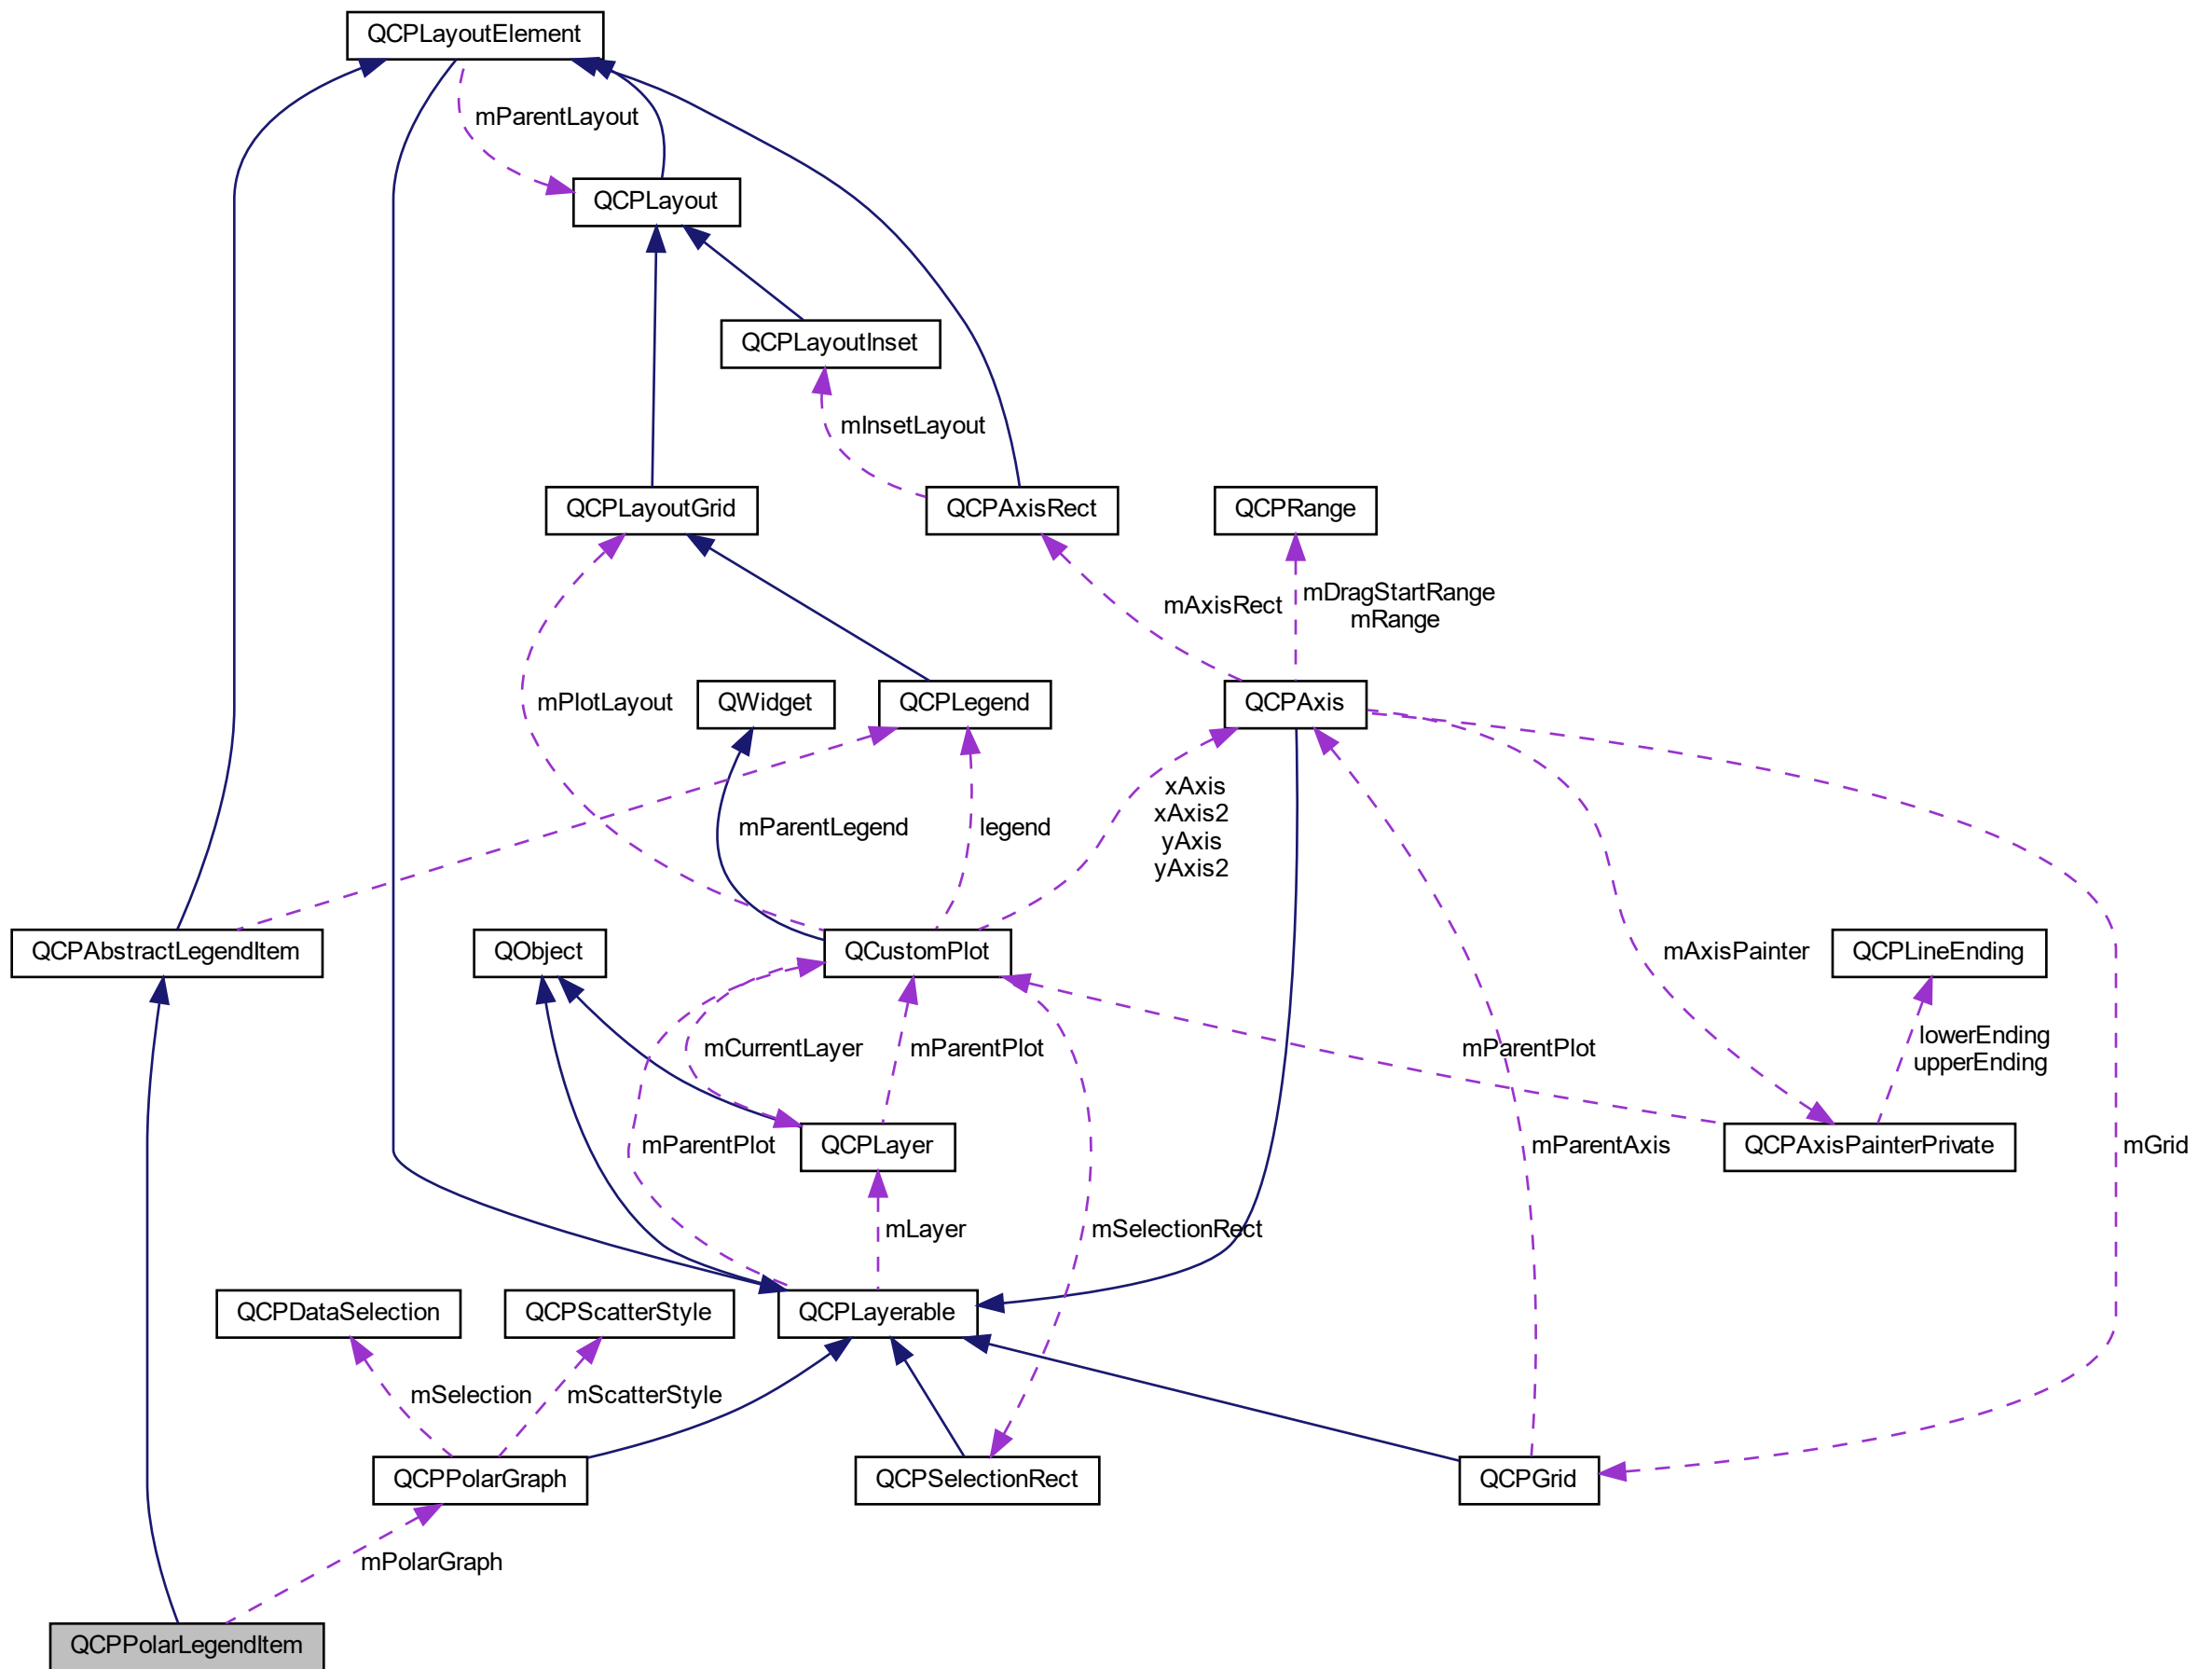 QCPLayoutElement
mParentLayout
QCPLayout
QCPLayoutInset
mInsetLayout
QCPLayoutGrid
QCPAxisRect
QCPRange
mAxisRect
mDragStartRange
mRange
mPlotLayout
QWidget
QCPLegend
QCPAxis
mParentLegend
legend
xAxis
xAxis2
yAxis
yAxis2
QCPAbstractLegendItem
QObject
QCustomPlot
mAxisPainter
QCPLineEnding
mCurrentLayer
mParentPlot
mParentPlot
lowerEnding
upperEnding
mParentPlot
QCPLayer
mParentAxis
QCPAxisPainterPrivate
mGrid
mLayer
mSelectionRect
QCPDataSelection
QCPScatterStyle
QCPLayerable
mSelection
mScatterStyle
QCPPolarGraph
QCPSelectionRect
QCPGrid
mPolarGraph
QCPPolarLegendItem